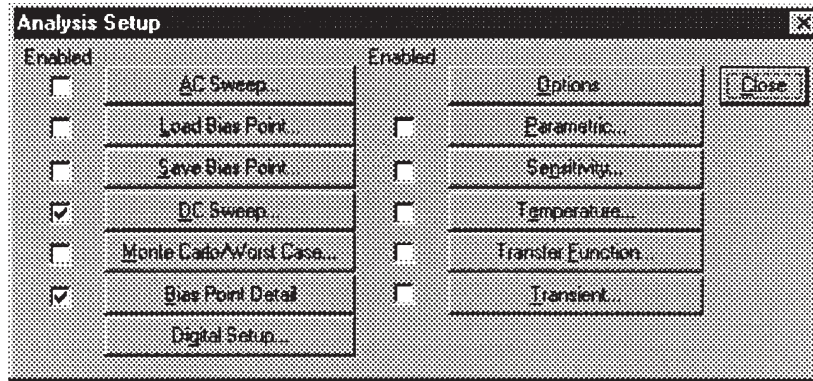 Analysis Setup
Enabled
Enabled
AC Sweep...
Options
Close
Load Bias Point...
Parametric...
Save Bias Point...
Sensitivity...
DC Sweep...
Temperature...
Monte Carlo/Worst Case...
Transfer Function...
Bias Point Detail
Transient...
Digital Setup...